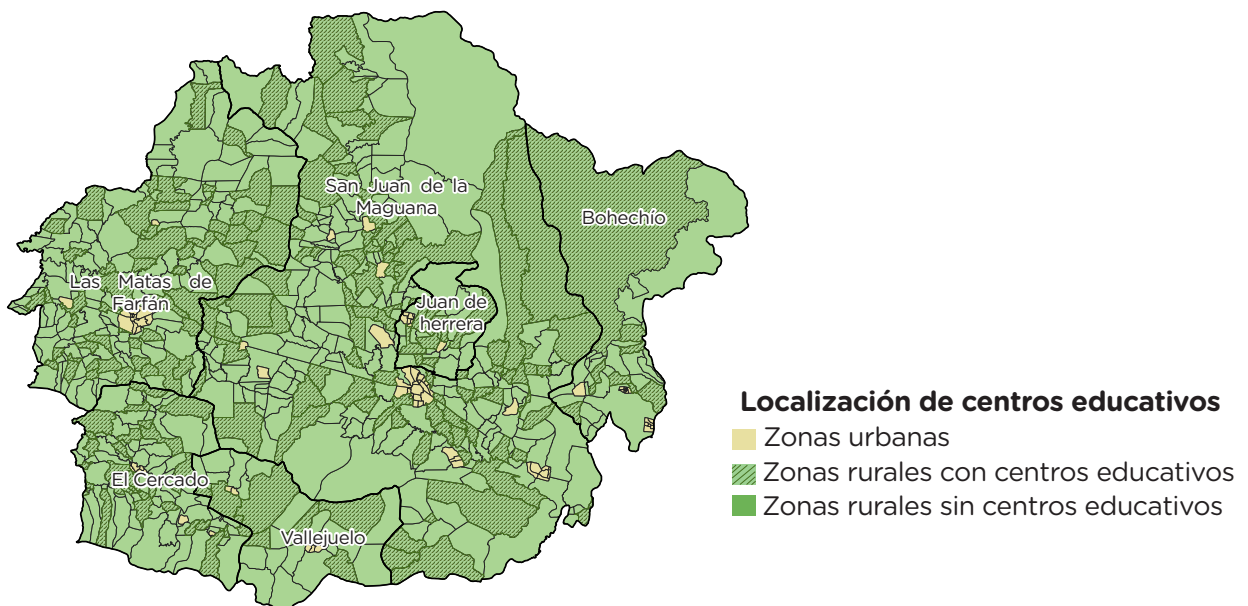 San Juan de la
Maguana
Bohechío
Las Matas de
Farfán
Juan de
herrera
El Cercado
Vallejuelo
Localización de centros educativos
Zonas urbanas
Zonas rurales con centros educativos
Zonas rurales sin centros educativos